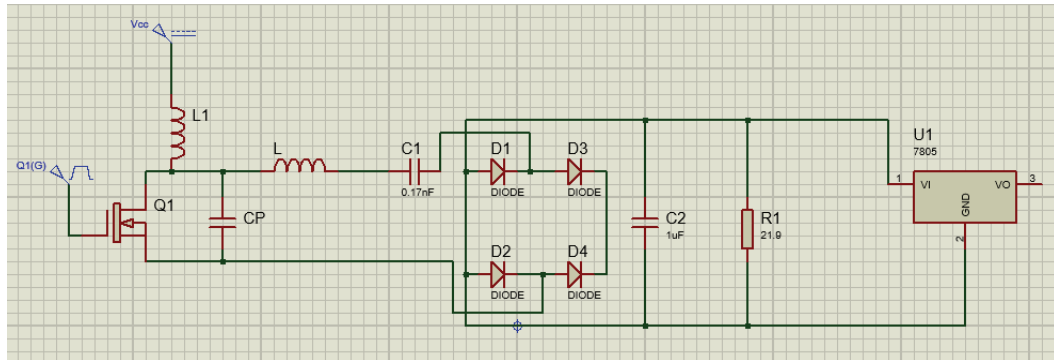 Vcc
L1
Q1(G)
Q1
CP
L
C1
0.17nF
D1
DIODE
D3
DIODE
D2
DIODE
D4
DIODE
C2
1uF
R1
21.9
U1
7805
1
VI
VO
3
GND
2